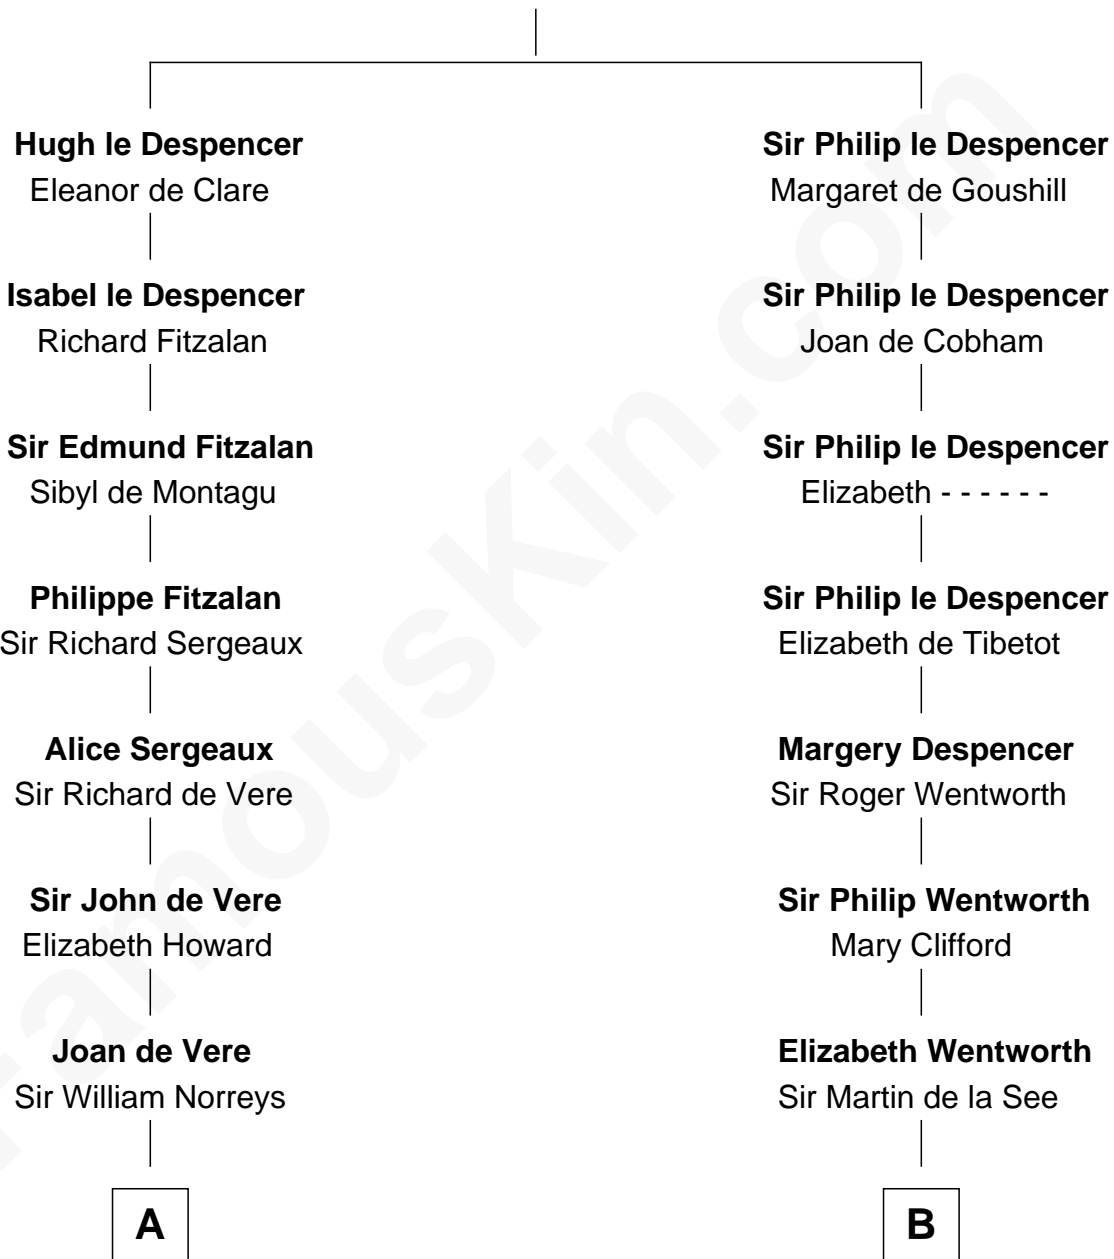 Hugh le Despencer
Eleanor de Clare
Isabel le Despencer
Richard Fitzalan
Sir Edmund Fitzalan
Sibyl de Montagu
Philippe Fitzalan
Sir Richard Sergeaux
Alice Sergeaux
Sir Richard de Vere
Sir John de Vere
Elizabeth Howard
Joan de Vere
Sir William Norreys
A
Sir Philip le Despencer
Margaret de Goushill
Sir Philip le Despencer
Joan de Cobham
Sir Philip le Despencer
Elizabeth - - - - - -
Sir Philip le Despencer
Elizabeth de Tibetot
Margery Despencer
Sir Roger Wentworth
Sir Philip Wentworth
Mary Clifford
Elizabeth Wentworth
Sir Martin de la See
B
FamousKin.com